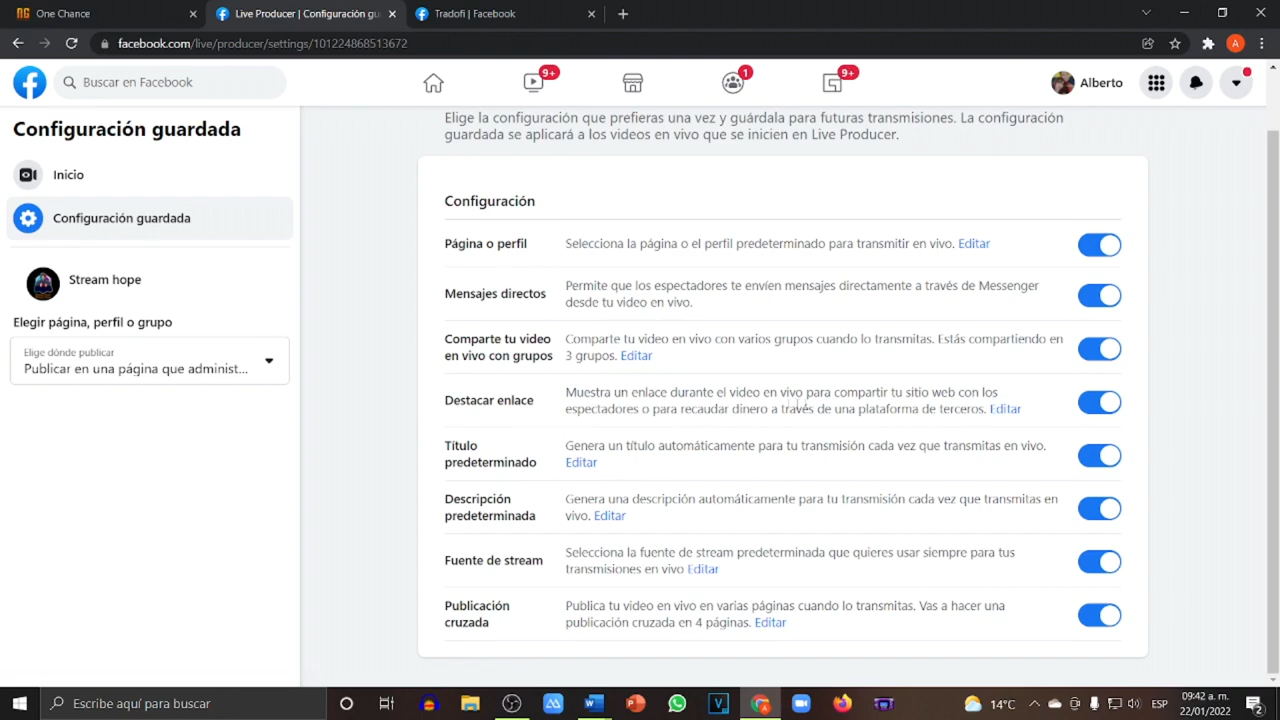 One Chance
Live Producer | Configuración gu
Tradofi | Facebook
facebook.com/live/producer/settings/101224868513672
A
Buscar en Facebook
9+
1
9+
Alberto
Configuración guardada
Inicio
Configuración guardada
Stream hope
Elegir página, perfil o grupo
Elige dónde publicar
Publicar en una página que administ...
Elige la configuración que prefieras una vez y guárdala para futuras transmisiones. La configuración
guardada se aplicará a los videos en vivo que se inicien en Live Producer.
Configuración
Página o perfil
Selecciona la página o el perfil predeterminado para transmitir en vivo. Editar
Mensajes directos
Permite que los espectadores te envíen mensajes directamente a través de Messenger
desde tu video en vivo.
Comparte tu video
en vivo con grupos
Comparte tu video en vivo con varios grupos cuando lo transmitas. Estás compartiendo en
3 grupos. Editar
Destacar enlace
Muestra un enlace durante el video en vivo para compartir tu sitio web con los
espectadores o para recaudar dinero a través de una plataforma de terceros. Editar
Título
predeterminado
Genera un título automáticamente para tu transmisión cada vez que transmitas en vivo.
Editar
Descripción
predeterminada
Genera una descripción automáticamente para tu transmisión cada vez que transmitas en
vivo. Editar
Fuente de stream
Selecciona la fuente de stream predeterminada que quieres usar siempre para tus
transmisiones en vivo Editar
Publicación
cruzada
Publica tu video en vivo en varias páginas cuando lo transmitas. Vas a hacer una
publicación cruzada en 4 páginas. Editar
Escribe aquí para buscar
14°C
ESP
09:42 a. m.
22/01/2022
2